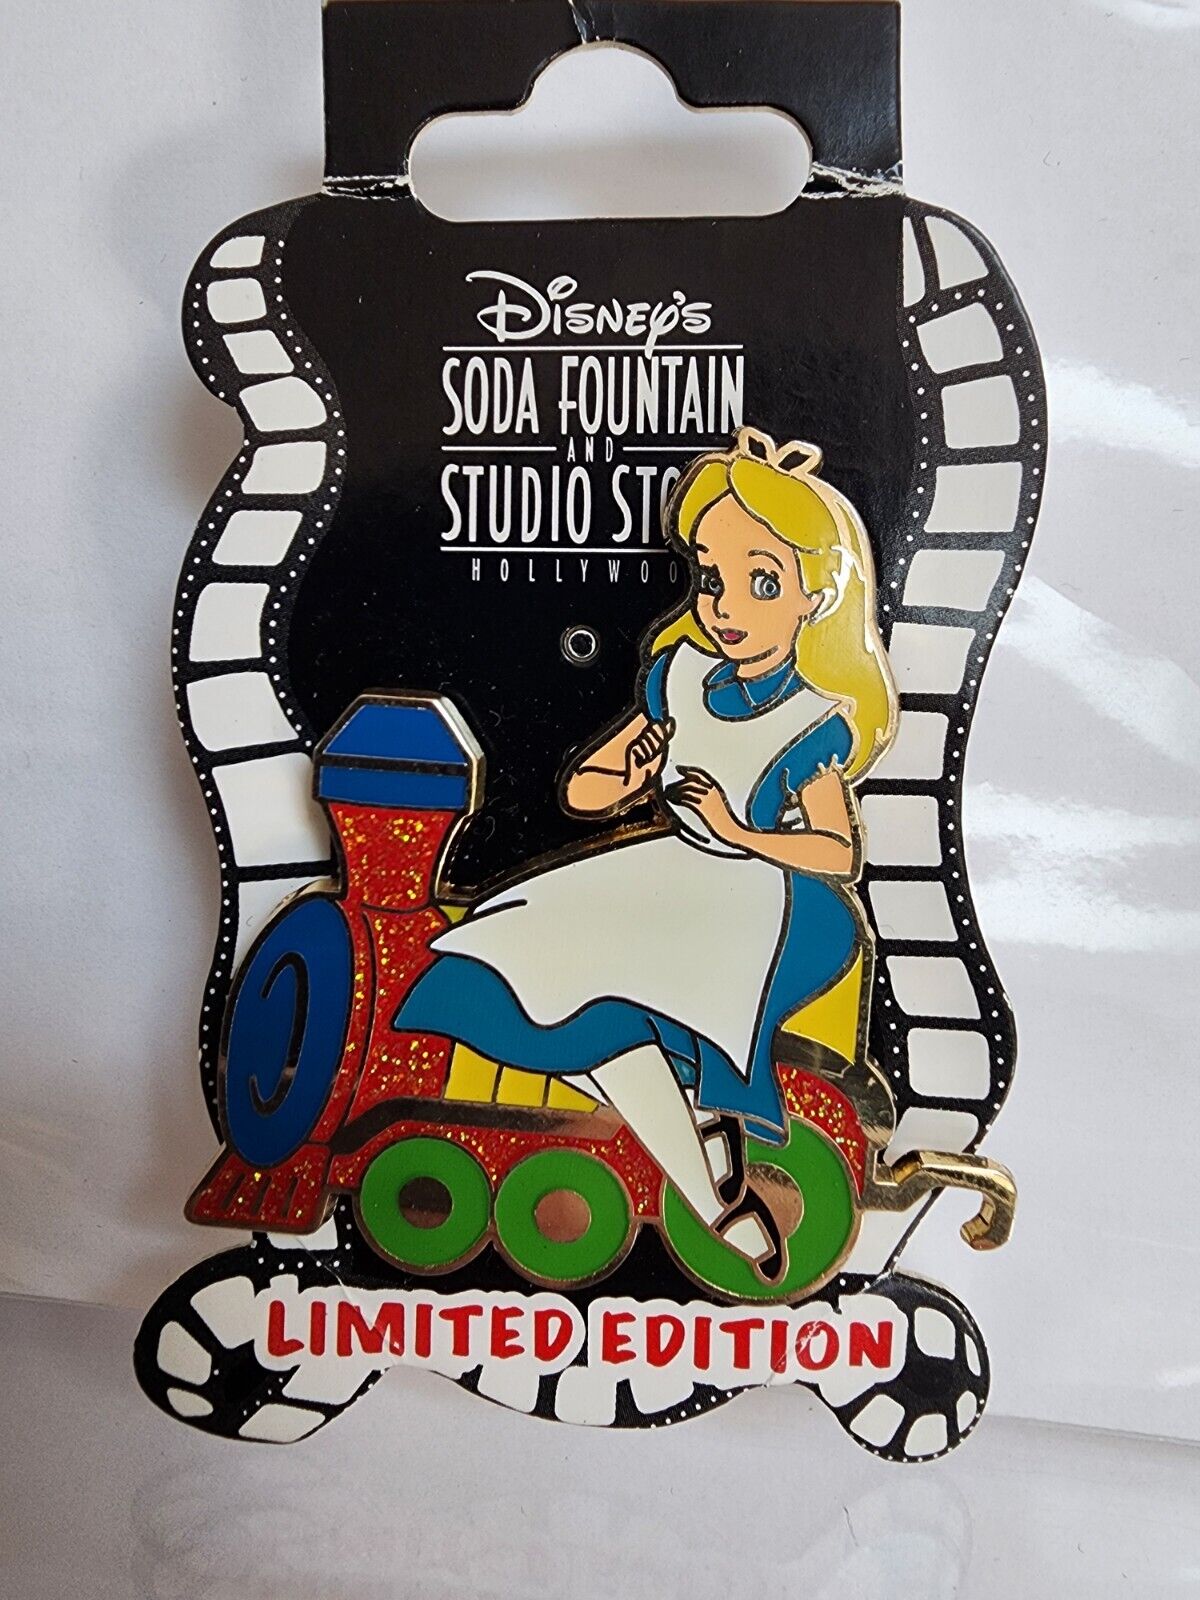 Disney's
SODA FOUNTAIN
AND
STUDIO STO
HOLLYWOO
LIMITED EDITION